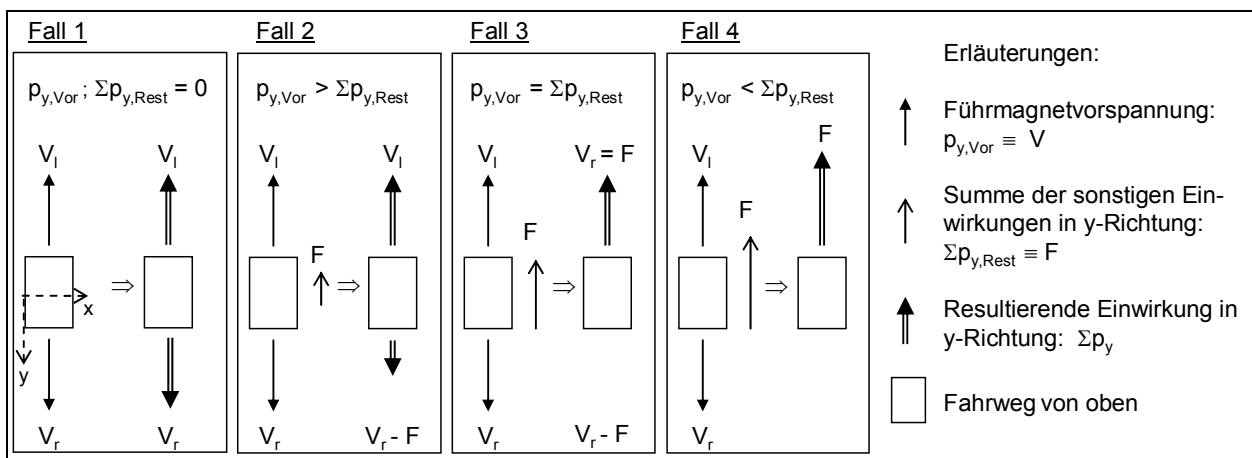 Fall 1
p_y,Vor ; Σp_y,Rest = 0
V_l V_l
x
y
⇒
V_r V_r
Fall 2
p_y,Vor > Σp_y,Rest
V_l V_l
F
⇒
V_r V_r - F
Fall 3
p_y,Vor = Σp_y,Rest
V_l V_r = F
F
⇒
V_r V_r - F
Fall 4
p_y,Vor < Σp_y,Rest
F
V_l
F
⇒
V_r
Erläuterungen:
Führmagnetvorspannung:
p_y,Vor ≡ V
Summe der sonstigen Ein-
wirkungen in y-Richtung:
Σp_y,Rest ≡ F
Resultierende Einwirkung in
y-Richtung: Σp_y
Fahrweg von oben